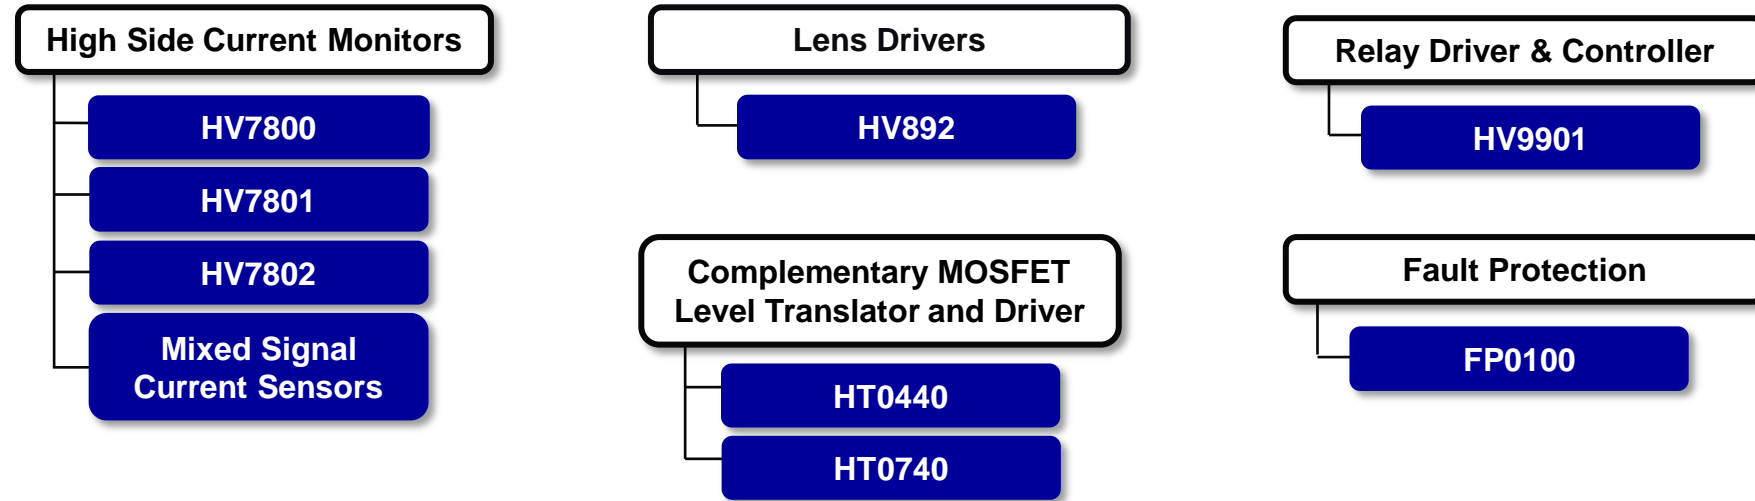 High Side Current Monitors
HV7800
HV7801
HV7802
Mixed Signal
Current Sensors
Lens Drivers
HV892
Complementary MOSFET
Level Translator and Driver
HT0440
HT0740
Relay Driver & Controller
HV9901
Fault Protection
FP0100